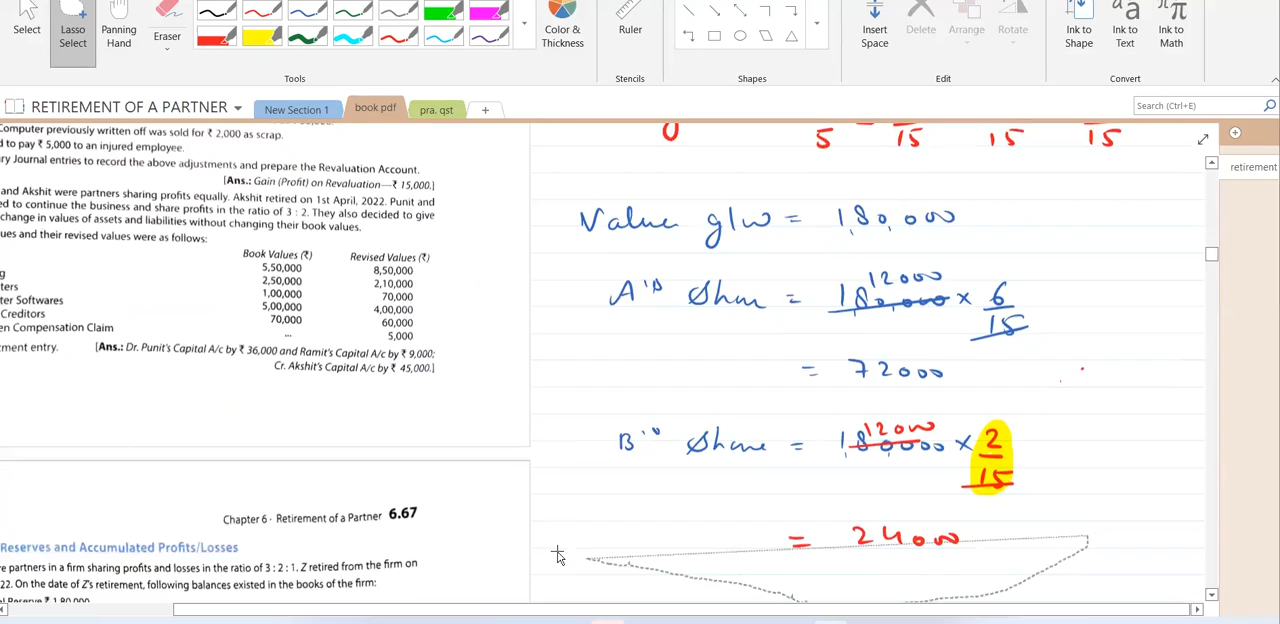 Select
Lasso Select
Panning Hand
Eraser
Color & Thickness
Ruler
Insert Space
Delete
Arrange
Rotate
Ink to Shape
Ink to Text
Ink to Math
Tools
Stencils
Shapes
Edit
Convert
RETIREMENT OF A PARTNER
New Section 1
book pdf
pra. qst
+
Search (Ctrl+E)
retirement
Computer previously written off was sold for ₹ 2,000 as scrap.
d to pay ₹ 5,000 to an injured employee.
ry Journal entries to record the above adjustments and prepare the Revaluation Account.
[Ans.: Gain (Profit) on Revaluation—₹ 15,000.]
and Akshit were partners sharing profits equally. Akshit retired on 1st April, 2022. Punit and
ed to continue the business and share profits in the ratio of 3 : 2. They also decided to give
change in values of assets and liabilities without changing their book values.
ues and their revised values were as follows:
Book Values (₹) Revised Values (₹)
g 5,50,000 8,50,000
ters 2,50,000 2,10,000
ter Softwares 1,00,000 70,000
Creditors 5,00,000 4,00,000
70,000 60,000
en Compensation Claim ... 5,000
tment entry. [Ans.: Dr. Punit's Capital A/c by ₹ 36,000 and Ramit's Capital A/c by ₹ 9,000;
Cr. Akshit's Capital A/c by ₹ 45,000.]
Chapter 6 · Retirement of a Partner 6.67
Reserves and Accumulated Profits/Losses
e partners in a firm sharing profits and losses in the ratio of 3 : 2 : 1. Z retired from the firm on
22. On the date of Z's retirement, following balances existed in the books of the firm:
5 15 15 15
Value g/w = 1,80,000
12000
A's Share = 180,000 × 6/15
= 72000
12000
B's Share = 180000 × 2/15
= 24000